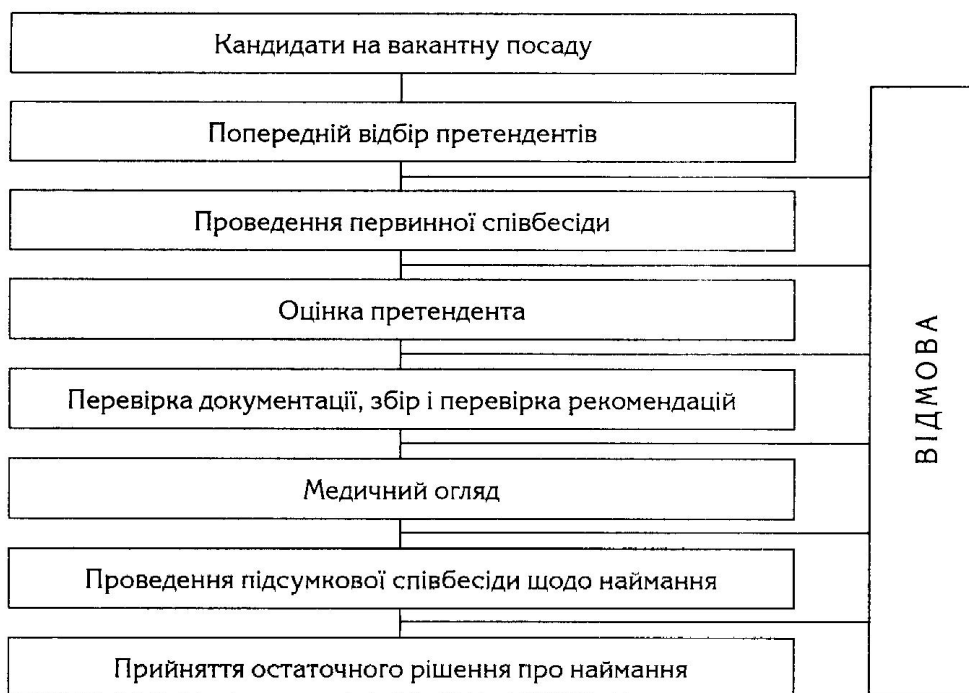 Кандидати на вакантну посаду
Попередній відбір претендентів
Проведення первинної співбесіди
Оцінка претендента
Перевірка документації, збір і перевірка рекомендацій
Медичний огляд
Проведення підсумкової співбесіди щодо наймання
Прийняття остаточного рішення про наймання
ВІДМОВА